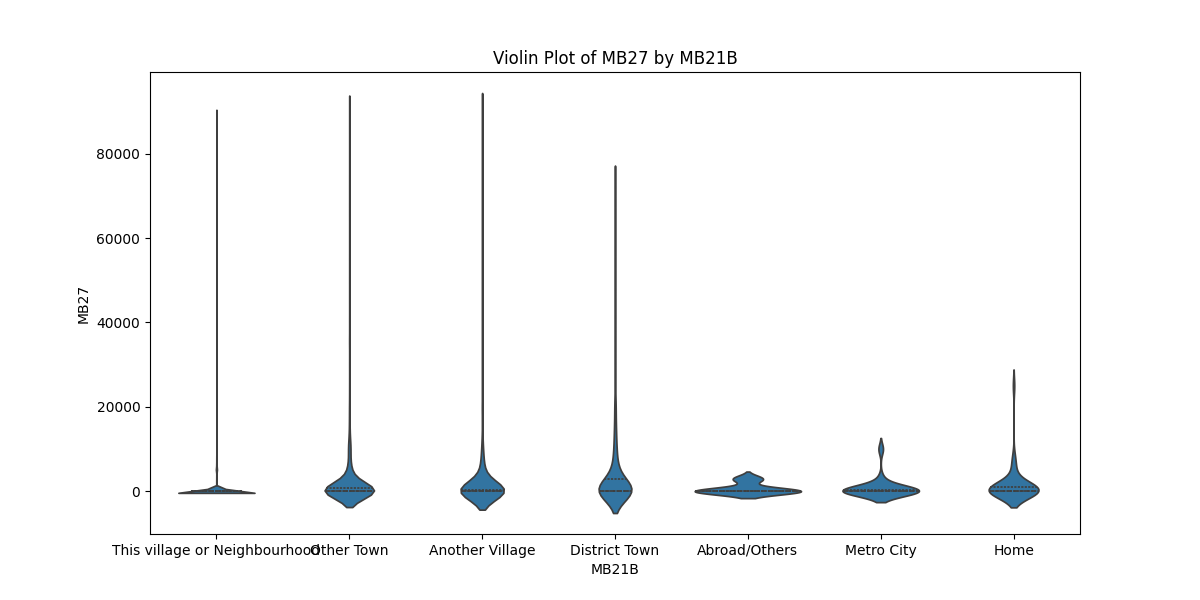 Violin Plot of MB27 by MB21B
80000
60000
40000
20000
0
MB27
This village or Neighbourhood
Other Town
Another Village
District Town
Abroad/Others
Metro City
Home
MB21B